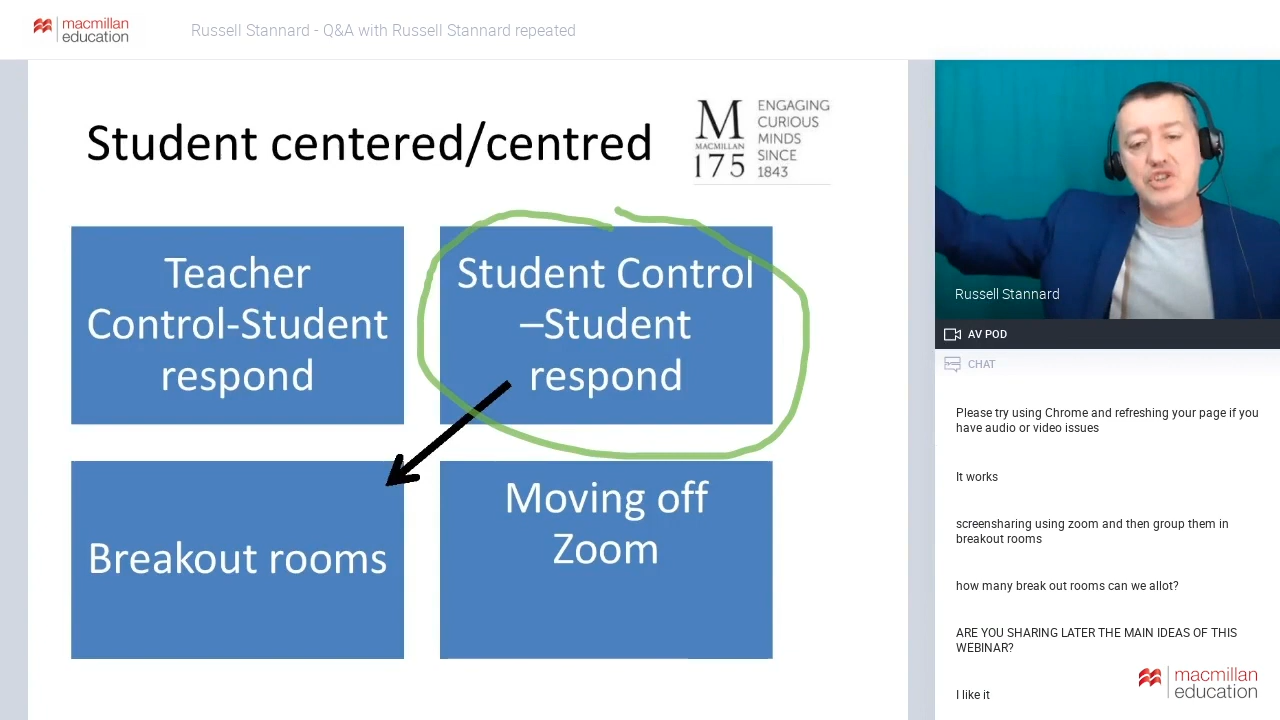 macmillan
education
Russell Stannard - Q&A with Russell Stannard repeated
Student centered/centred
M
MACMILLAN
175
ENGAGING
CURIOUS
MINDS
SINCE
1843
Teacher
Control-Student
respond
Student Control
–Student
respond
Breakout rooms
Moving off
Zoom
Russell Stannard
AV POD
CHAT
Please try using Chrome and refreshing your page if you
have audio or video issues
It works
screensharing using zoom and then group them in
breakout rooms
how many break out rooms can we allot?
ARE YOU SHARING LATER THE MAIN IDEAS OF THIS
WEBINAR?
I like it
macmillan
education